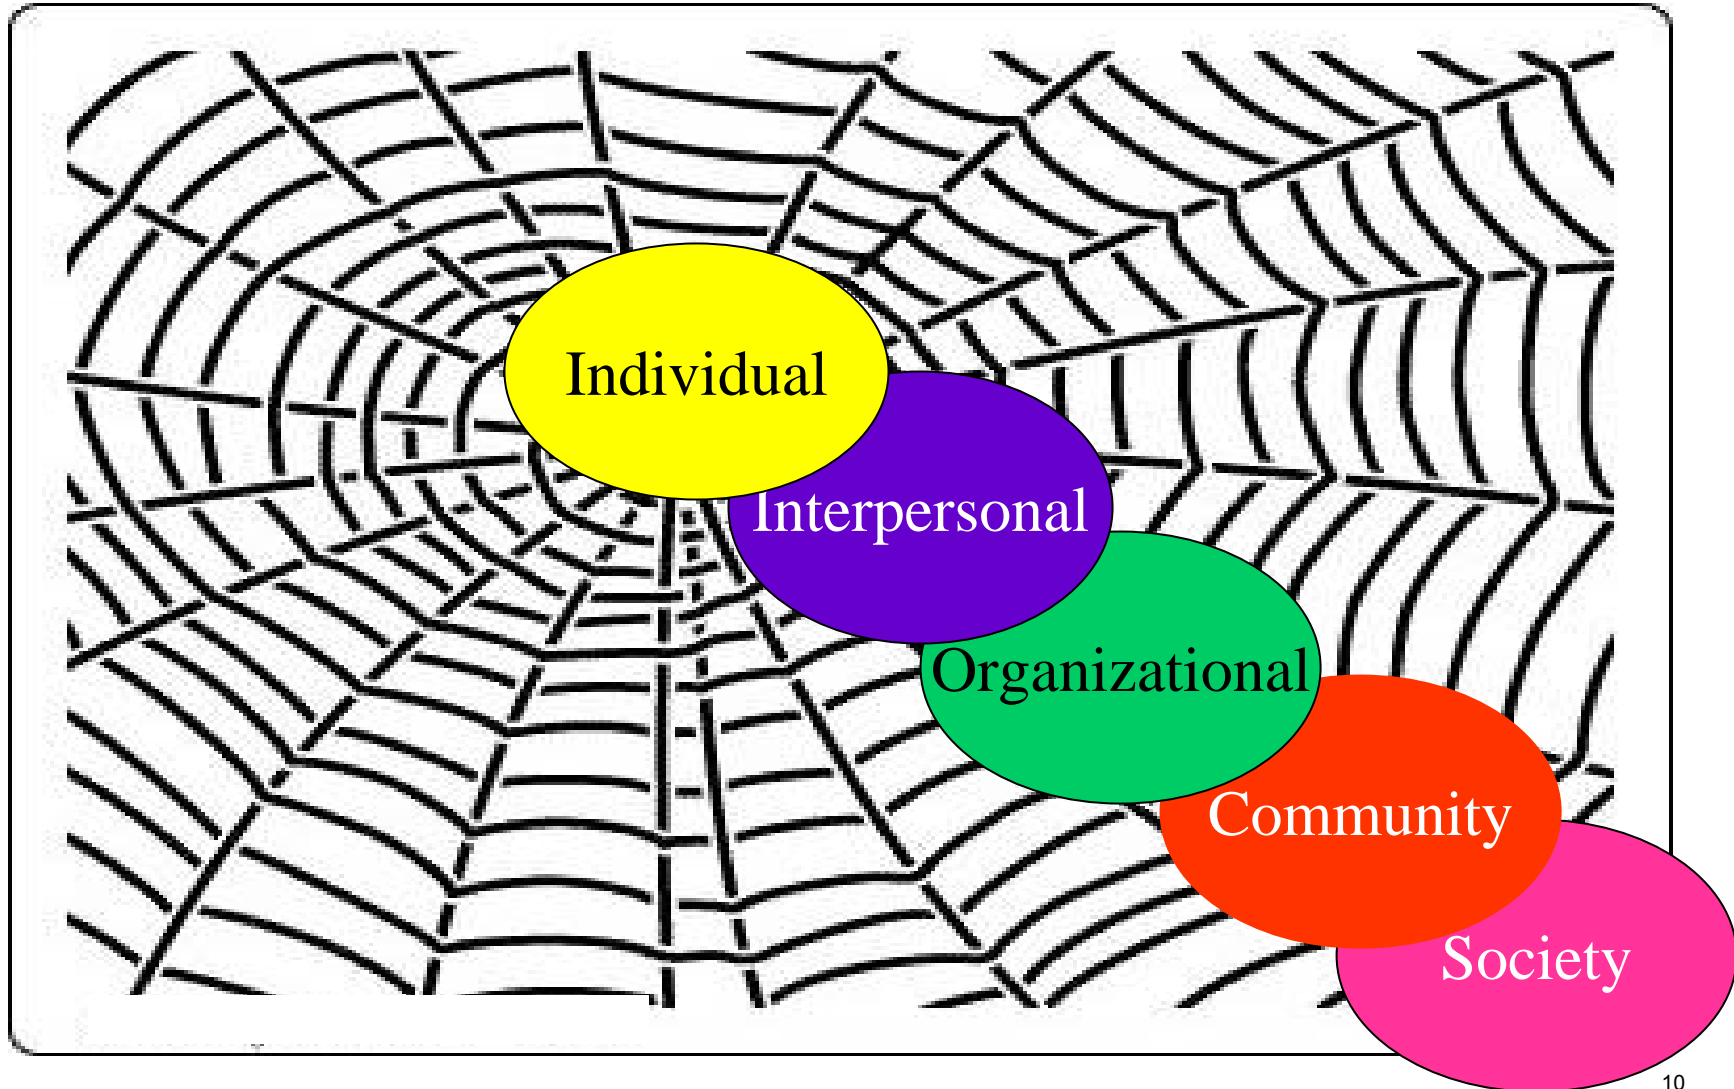 Individual
Interpersonal
Organizational
Community
Society
10